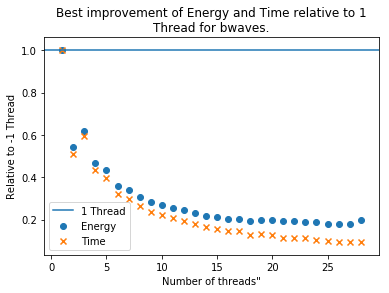 Best improvement of Energy and Time relative to 1
Thread for bwaves.
1.0
0.8
0.6
0.4
0.2
Relative to -1 Thread
1 Thread
Energy
Time
0 5 10 15 20 25
Number of threads"